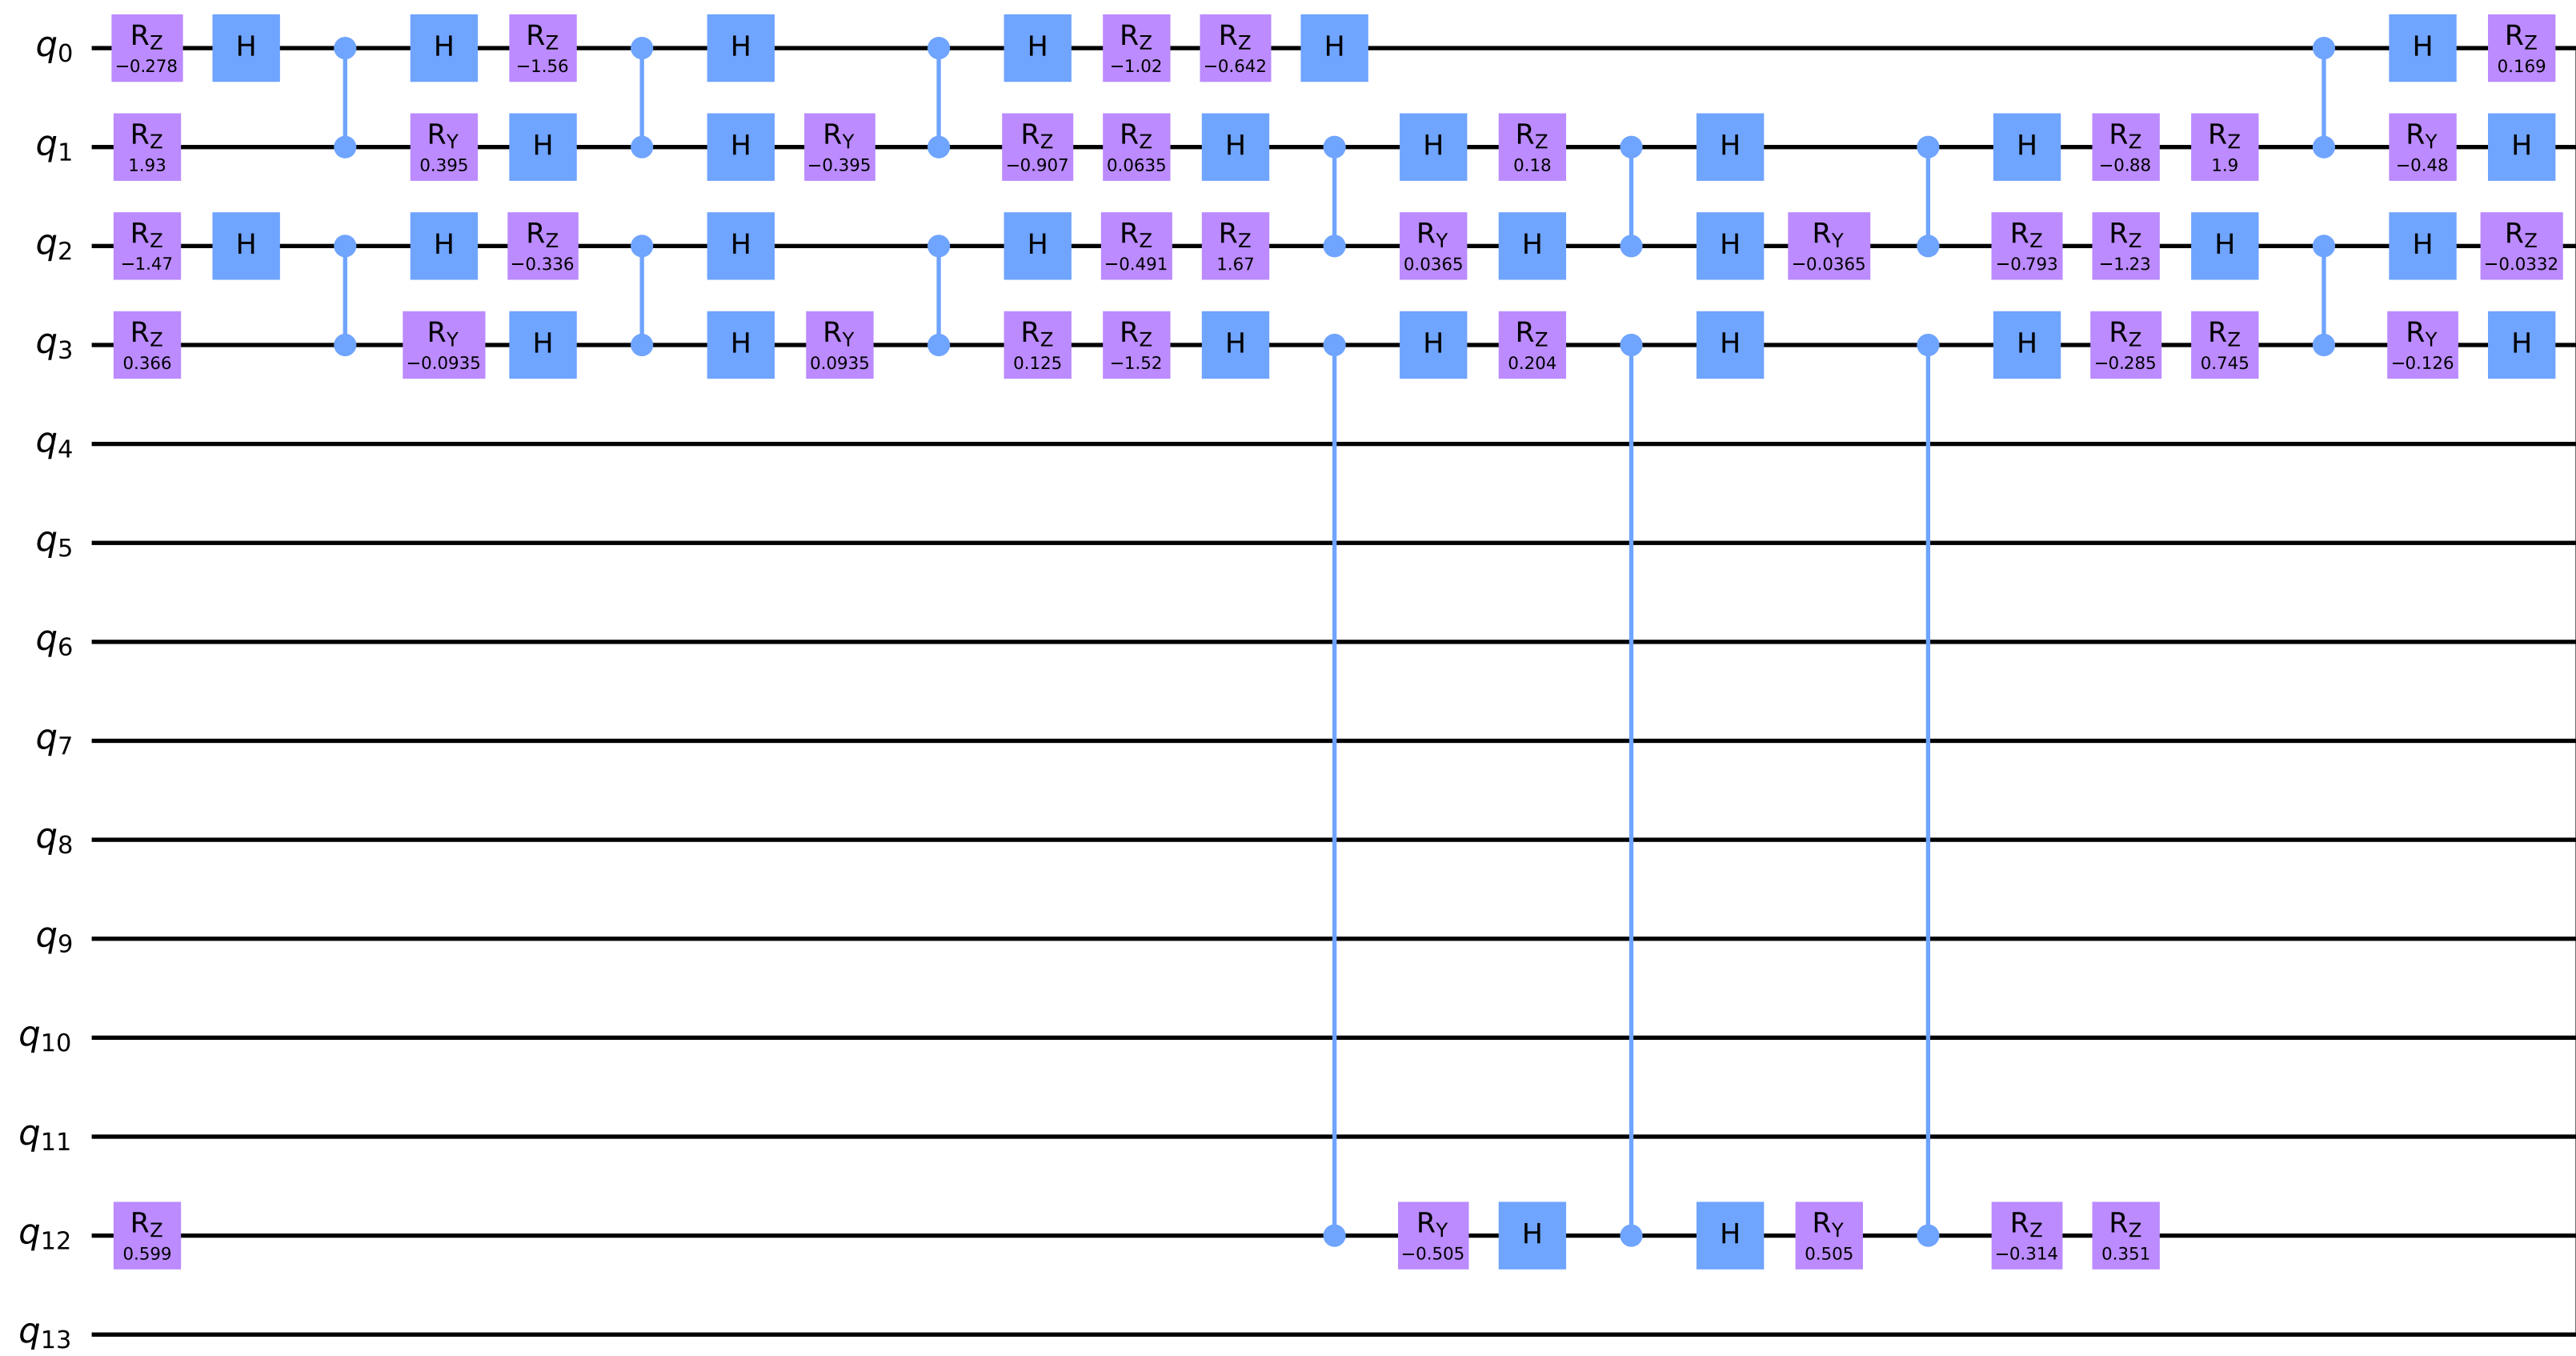 q0 RZ −0.278 H H RZ −1.56 H H RZ −1.02 RZ −0.642 H H RZ 0.169
q1 RZ 1.93 RY 0.395 H H RY −0.395 RZ −0.907 RZ 0.0635 H H RZ 0.18 H H RZ −0.88 RZ 1.9 RY −0.48 H
q2 RZ −1.47 H H RZ −0.336 H H RZ −0.491 RZ 1.67 RY 0.0365 H H RY −0.0365 RZ −0.793 RZ −1.23 H H RZ −0.0332
q3 RZ 0.366 RY −0.0935 H H RY 0.0935 RZ 0.125 RZ −1.52 H H RZ 0.204 H H RZ −0.285 RZ 0.745 RY −0.126 H
q4
q5
q6
q7
q8
q9
q10
q11
q12 RZ 0.599 RY −0.505 H H RY 0.505 RZ −0.314 RZ 0.351
q13